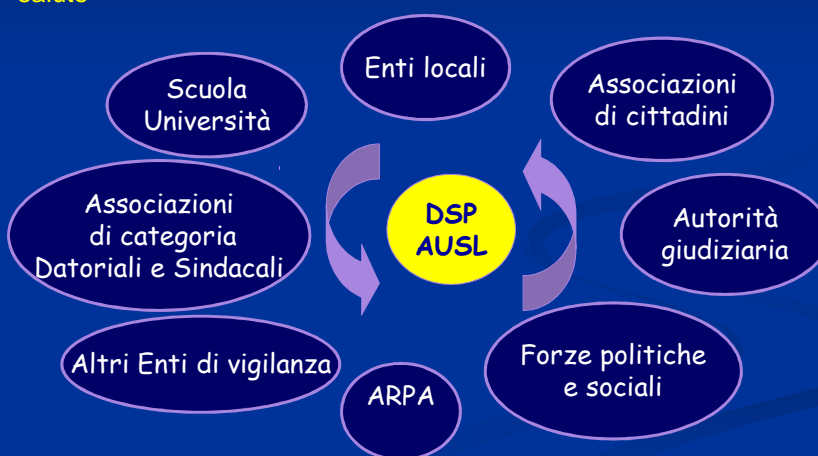 salute
Enti locali
Scuola
Università
Associazioni
di cittadini
Associazioni
di categoria
Datoriali e Sindacali
DSP
AUSL
Autorità
giudiziaria
Altri Enti di vigilanza
ARPA
Forze politiche
e sociali